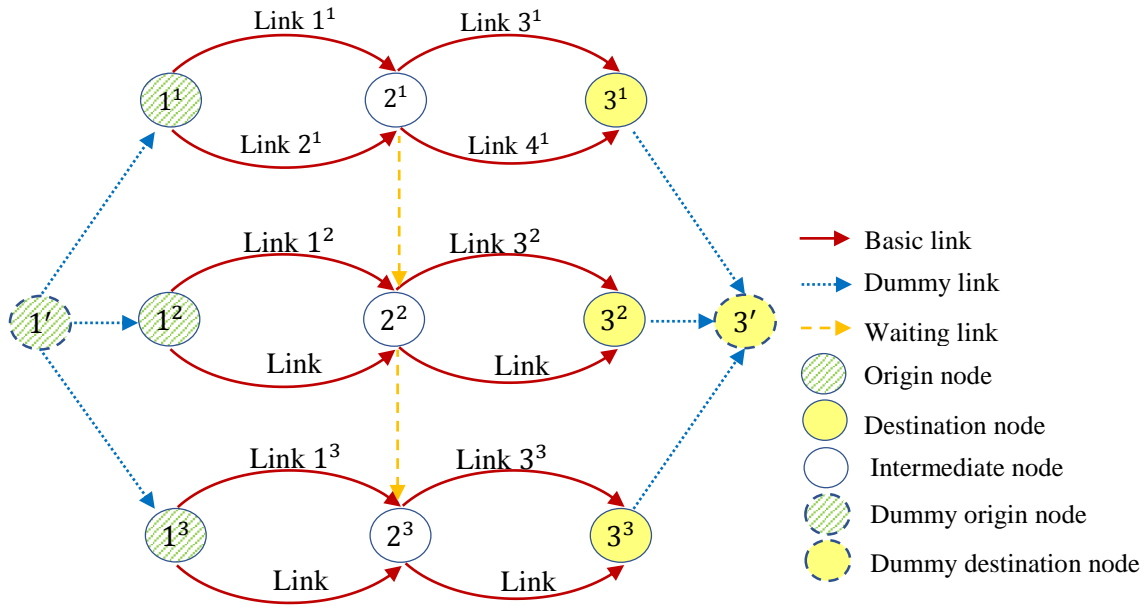 Link 1¹
Link 3¹
1¹
2¹
3¹
Link 2¹
Link 4¹
Link 1²
Link 3²
1′
1²
2²
3²
3′
Link
Link
Link 1³
Link 3³
1³
2³
3³
Link
Link
Basic link
Dummy link
Waiting link
Origin node
Destination node
Intermediate node
Dummy origin node
Dummy destination node